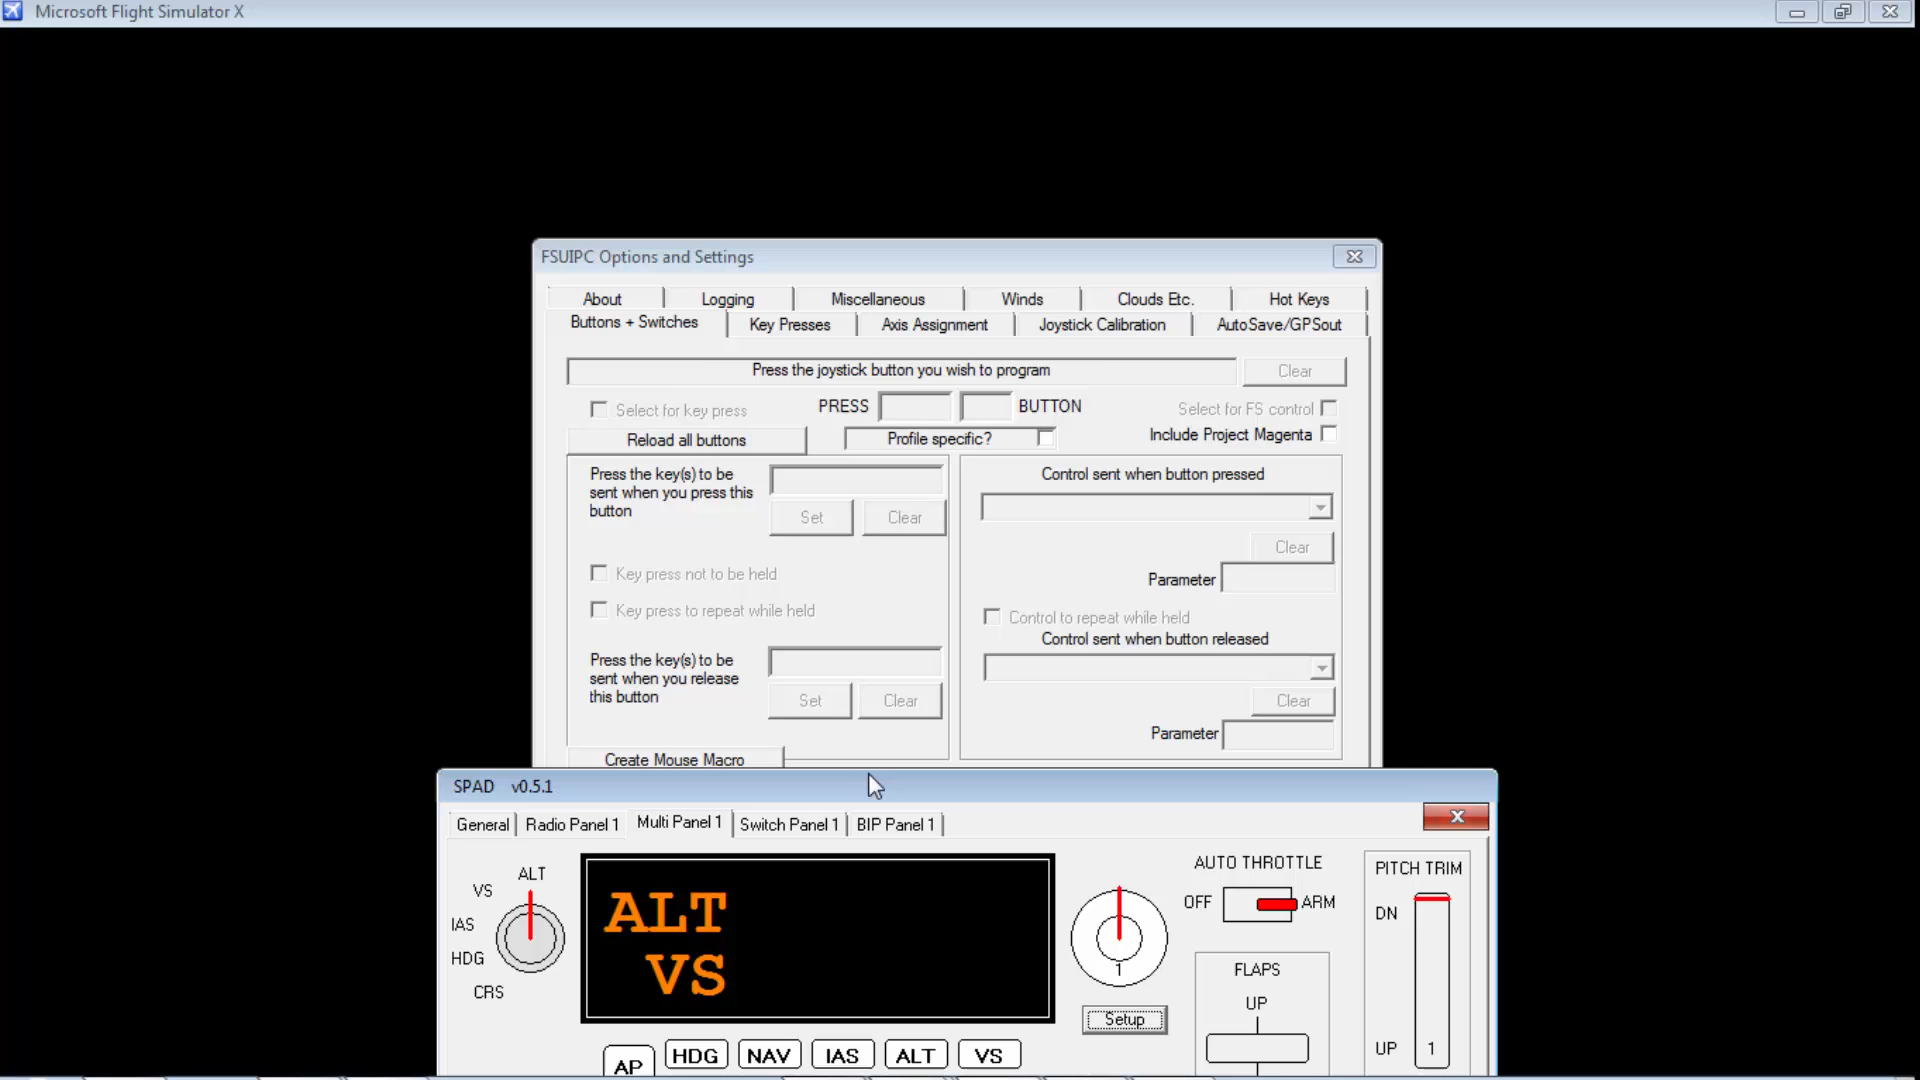 Microsoft Flight Simulator X
FSUIPC Options and Settings
About Logging Miscellaneous Winds Clouds Etc. Hot Keys
Buttons + Switches Key Presses Axis Assignment Joystick Calibration AutoSave/GPSout
Press the joystick button you wish to program Clear
Select for key press PRESS BUTTON Select for FS control
Reload all buttons Profile specific? Include Project Magenta
Press the key(s) to be
sent when you press this
button
Set Clear
Key press not to be held
Key press to repeat while held
Press the key(s) to be
sent when you release
this button
Set Clear
Create Mouse Macro
Control sent when button pressed
Clear
Parameter
Control to repeat while held
Control sent when button released
Clear
Parameter
SPAD v0.5.1
General Radio Panel 1 Multi Panel 1 Switch Panel 1 BIP Panel 1
ALT
VS
IAS
HDG
CRS
ALT
VS
1
Setup
AUTO THROTTLE
OFF ARM
FLAPS
UP
PITCH TRIM
DN
UP 1
AP HDG NAV IAS ALT VS